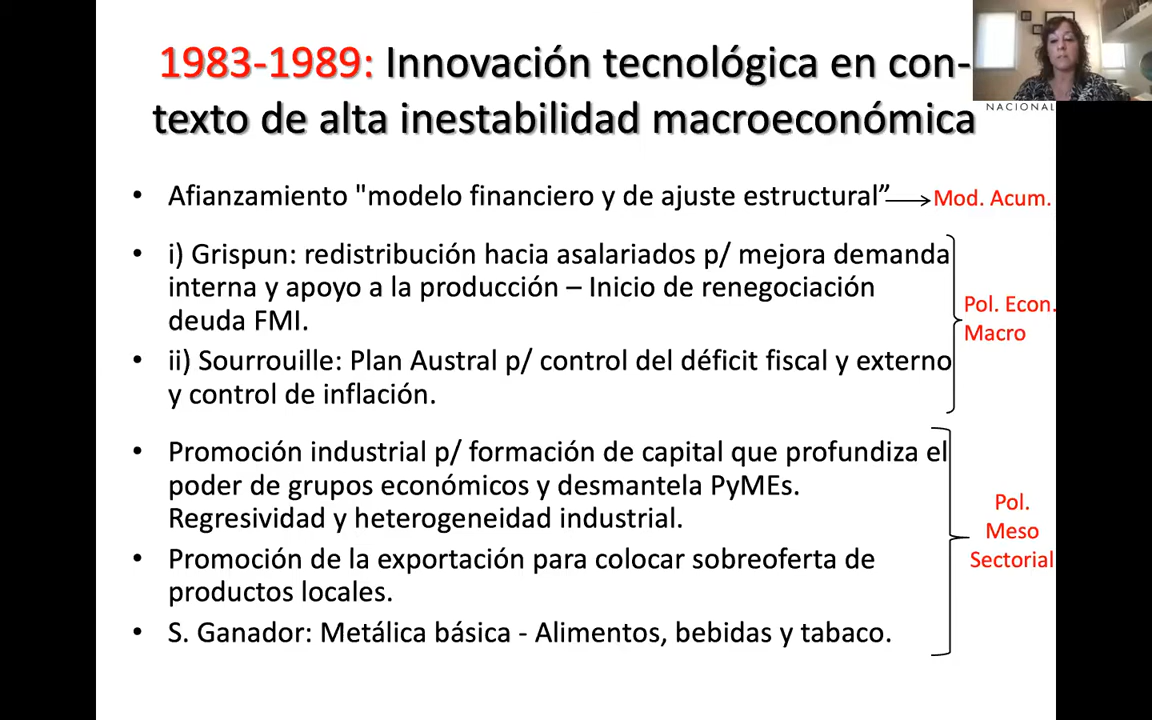 1983-1989: Innovación tecnológica en con-
texto de alta inestabilidad macroeconómica
NACIONAL
• Afianzamiento "modelo financiero y de ajuste estructural” Mod. Acum.
• i) Grispun: redistribución hacia asalariados p/ mejora demanda
interna y apoyo a la producción – Inicio de renegociación
deuda FMI.
• ii) Sourrouille: Plan Austral p/ control del déficit fiscal y externo
y control de inflación.
Pol. Econ.
Macro
• Promoción industrial p/ formación de capital que profundiza el
poder de grupos económicos y desmantela PyMEs.
Regresividad y heterogeneidad industrial.
• Promoción de la exportación para colocar sobreoferta de
productos locales.
• S. Ganador: Metálica básica - Alimentos, bebidas y tabaco.
Pol.
Meso
Sectorial